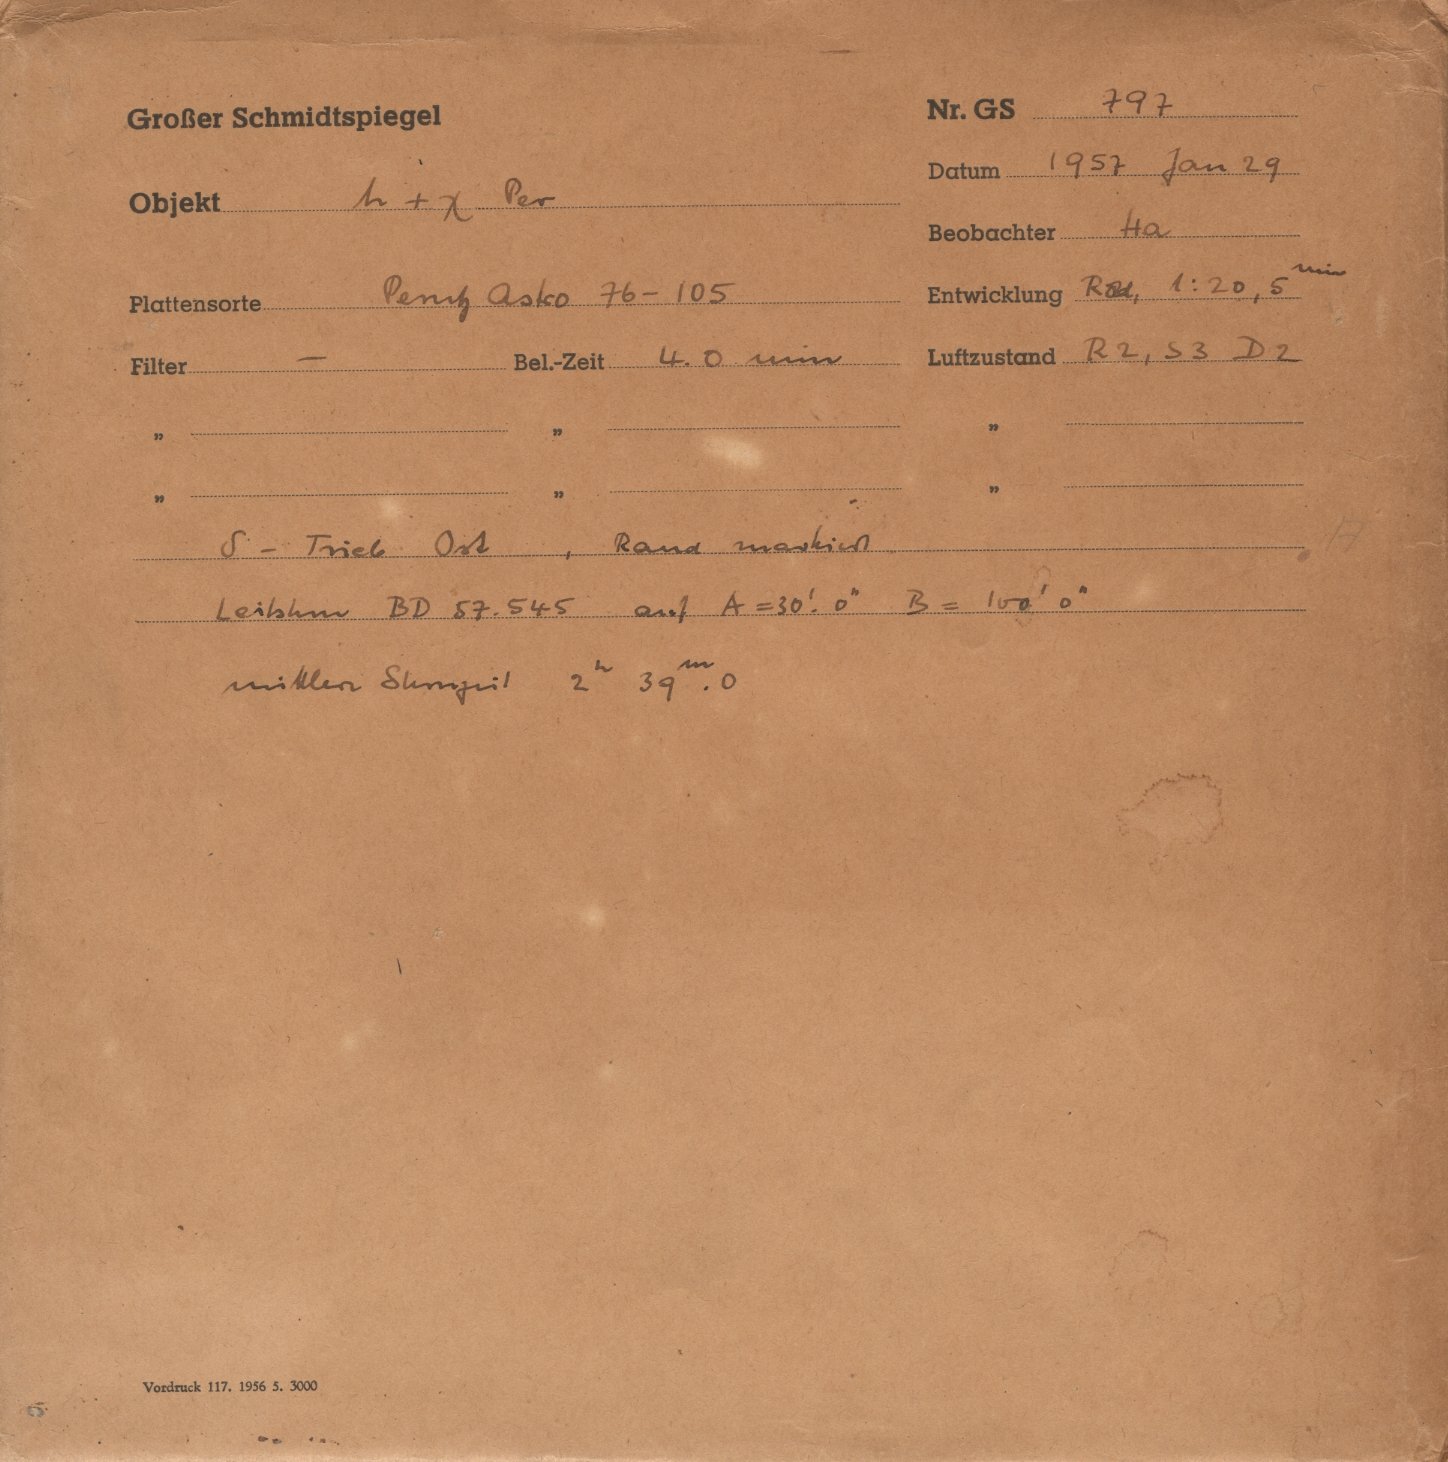 Großer Schmidtspiegel
Nr. GS 797
Datum 1957 Jan 29
Objekt h + χ Per
Beobachter Ha
Plattensorte Perutz Asko 76-105
Entwicklung 1:20, 5 min
Filter — Bel.-Zeit 4.0 min Luftzustand R2, S3 D2
„ „ „
„ „ „
δ - Trieb Ost , Rand markiert
Leitstern BD 57.545 auf A = 30'. 0" B = 100' 0"
mittlere Sternzeit 2h 39m.0
Vordruck 117. 1956 5. 3000